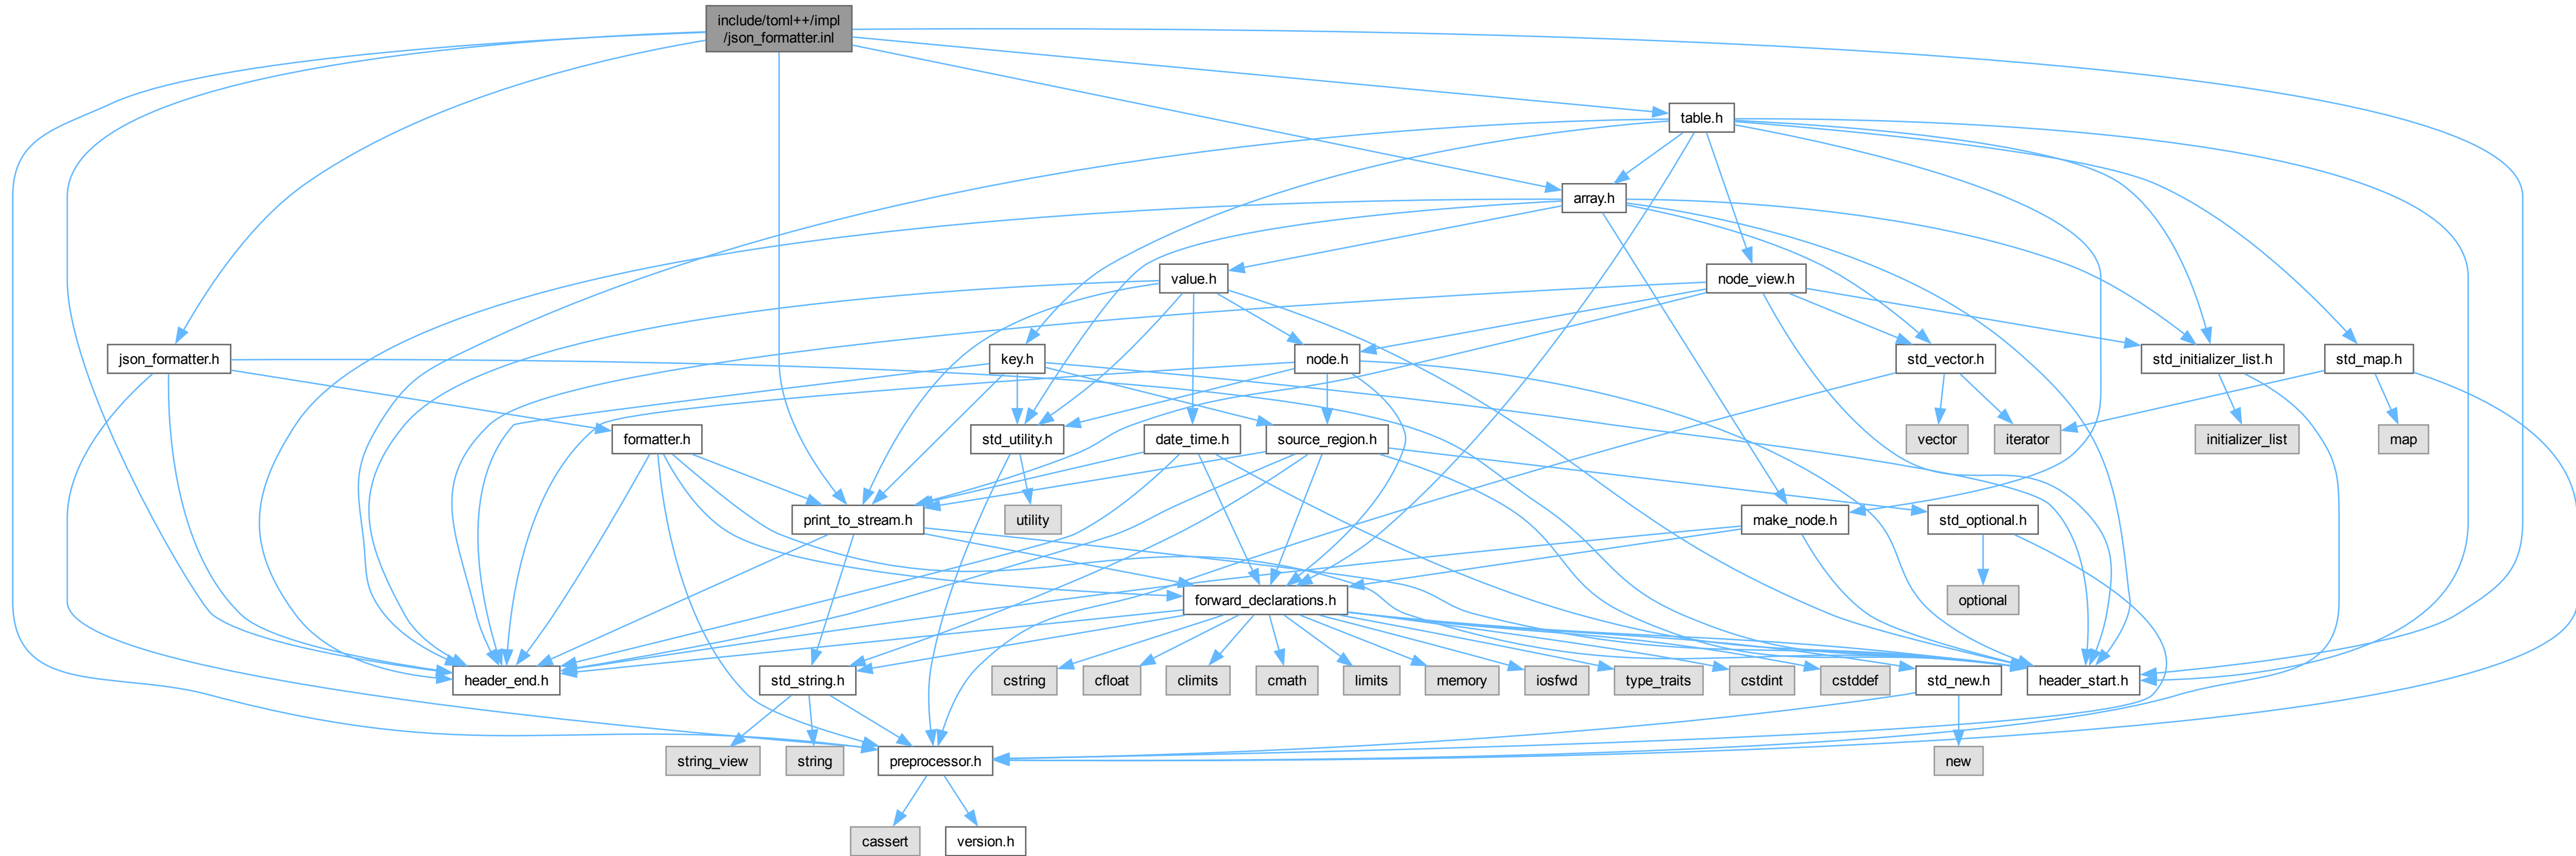 include/toml++/impl
/json_formatter.inl
table.h
array.h
value.h
node_view.h
json_formatter.h
key.h
node.h
std_vector.h
std_initializer_list.h
std_map.h
formatter.h
std_utility.h
date_time.h
source_region.h
vector
iterator
initializer_list
map
print_to_stream.h
utility
make_node.h
std_optional.h
forward_declarations.h
optional
header_end.h
std_string.h
cstring
cfloat
climits
cmath
limits
memory
iosfwd
type_traits
cstdint
cstddef
std_new.h
header_start.h
string_view
string
preprocessor.h
new
cassert
version.h